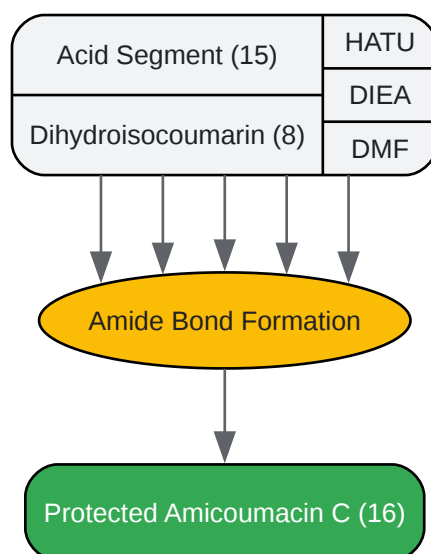 Acid Segment (15)
Dihydroisocoumarin (8)
HATU
DIEA
DMF
Amide Bond Formation
Protected Amicoumacin C (16)